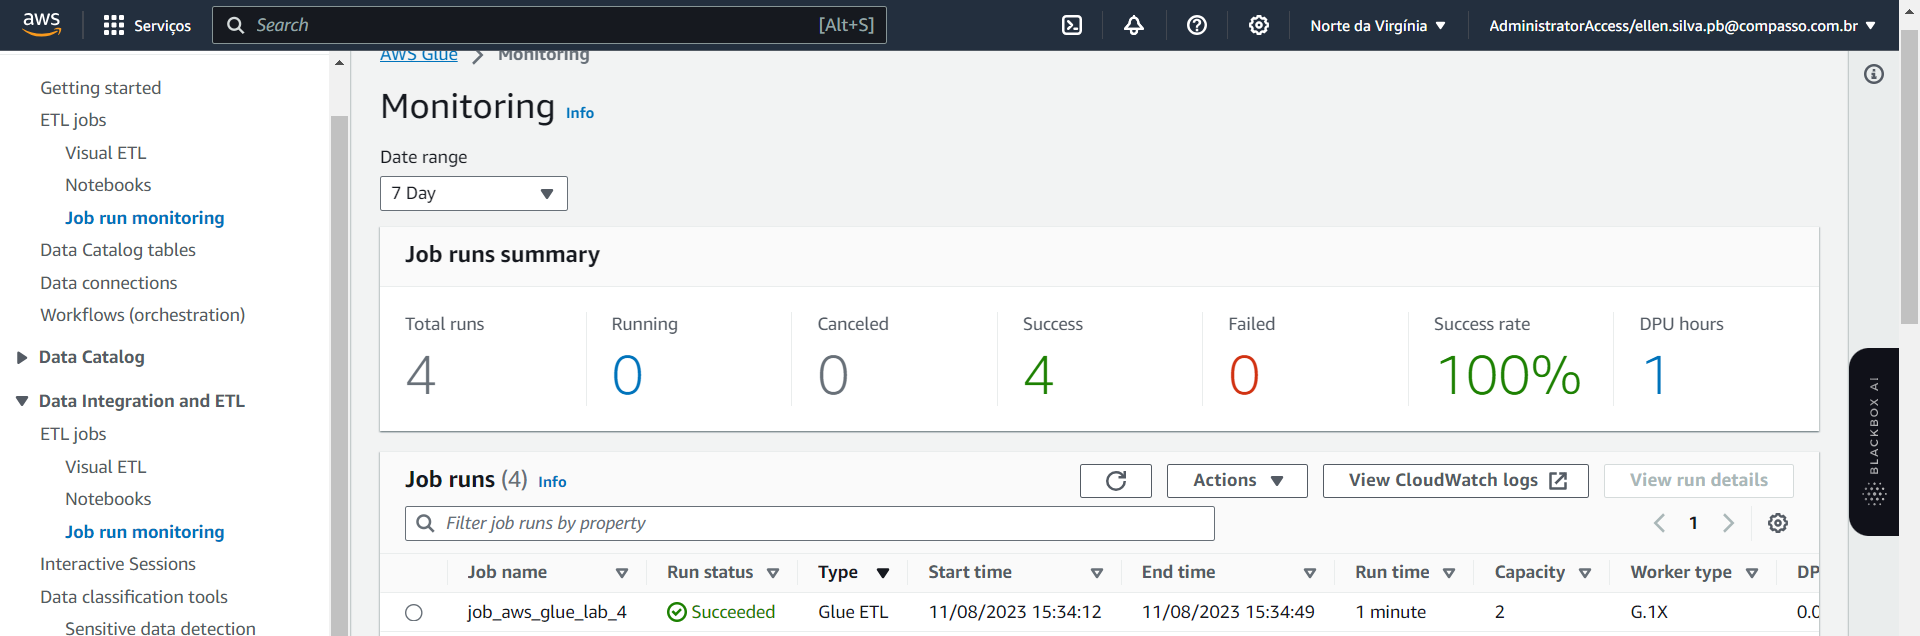 aws
Serviços
Search [Alt+S]
Norte da Virgínia
AdministratorAccess/ellen.silva.pb@compasso.com.br
Getting started
ETL jobs
Visual ETL
Notebooks
Job run monitoring
Data Catalog tables
Data connections
Workflows (orchestration)
Data Catalog
Data Integration and ETL
ETL jobs
Visual ETL
Notebooks
Job run monitoring
Interactive Sessions
Data classification tools
Sensitive data detection
AWS Glue Monitoring
Monitoring Info
Date range
7 Day
Job runs summary
Total runs
4
Running
0
Canceled
0
Success
4
Failed
0
Success rate
100%
DPU hours
1
Job runs (4) Info
Actions
View CloudWatch logs
View run details
Filter job runs by property
1
Job name Run status Type Start time End time Run time Capacity Worker type DP
job_aws_glue_lab_4 Succeeded Glue ETL 11/08/2023 15:34:12 11/08/2023 15:34:49 1 minute 2 G.1X 0.0
BLACKBOX AI